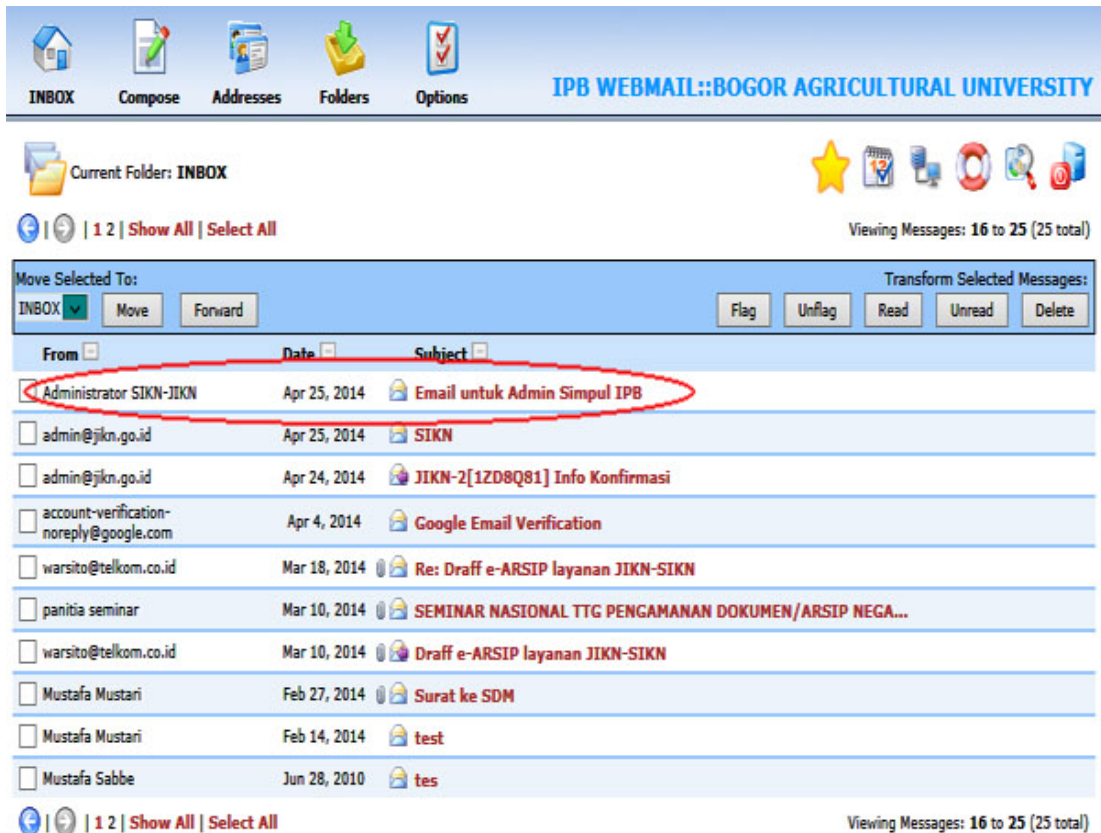 INBOX Compose Addresses Folders Options IPB WEBMAIL::BOGOR AGRICULTURAL UNIVERSITY
Current Folder: INBOX
| | 1 2 | Show All | Select All Viewing Messages: 16 to 25 (25 total)
Move Selected To: Transform Selected Messages:
INBOX Move Forward Flag Unflag Read Unread Delete
From Date Subject
Administrator SIKN-JIKN Apr 25, 2014 Email untuk Admin Simpul IPB
admin@jikn.go.id Apr 25, 2014 SIKN
admin@jikn.go.id Apr 24, 2014 JIKN-2[1ZD8Q81] Info Konfirmasi
account-verification-
noreply@google.com Apr 4, 2014 Google Email Verification
warsito@telkom.co.id Mar 18, 2014 Re: Draff e-ARSIP layanan JIKN-SIKN
panitia seminar Mar 10, 2014 SEMINAR NASIONAL TTG PENGAMANAN DOKUMEN/ARSIP NEGA...
warsito@telkom.co.id Mar 10, 2014 Draff e-ARSIP layanan JIKN-SIKN
Mustafa Mustari Feb 27, 2014 Surat ke SDM
Mustafa Mustari Feb 14, 2014 test
Mustafa Sabbe Jun 28, 2010 tes
| | 1 2 | Show All | Select All Viewing Messages: 16 to 25 (25 total)